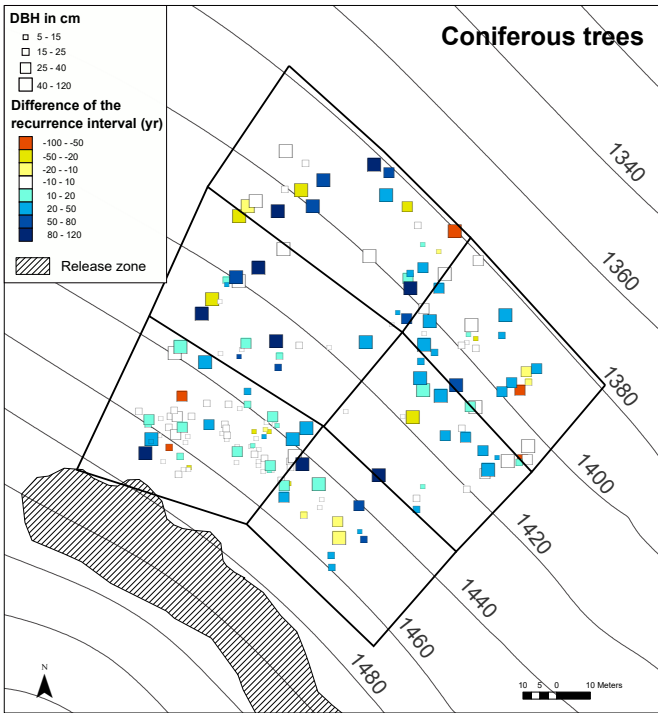 DBH in cm
5 - 15
15 - 25
25 - 40
40 - 120
Difference of the
recurrence interval (yr)
-100 - -50
-50 - -20
-20 - -10
-10 - 10
10 - 20
20 - 50
50 - 80
80 - 120
Release zone
Coniferous trees
1340
1360
1380
1400
1420
1440
1460
1480
N
10 5 0 10 Meters